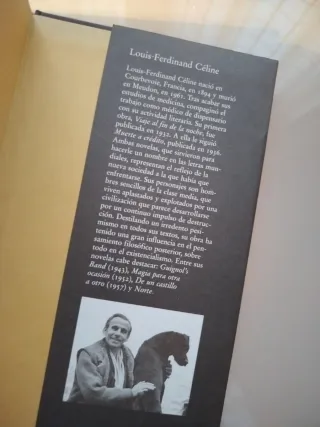 Louis-Ferdinand Céline
Louis-Ferdinand Céline nació en
Courbevoie, Francia, en 1894 y murió
en Meudon, en 1961. Tras acabar sus
estudios de medicina, compaginó el
trabajo como médico de dispensario
con su actividad literaria. Su primera
obra, Viaje al fin de la noche, fue
publicada en 1932. A ella le siguió
Muerte a crédito, publicada en 1936.
Ambas novelas, que sirvieron para
hacerle un nombre en las letras mun-
diales, representan el reflejo de la
nueva sociedad a la que había que
enfrentarse. Sus personajes son hom-
bres sencillos de la clase media, que
viven aplastados y explotados por una
civilización que parece desarrollarse
por un continuo impulso de destruc-
ción. Destilando un irredento pesi-
mismo en todos sus textos, su obra ha
tenido una gran influencia en el pen-
samiento filosófico posterior, sobre
todo en el existencialismo. Entre sus
novelas cabe destacar: Guignol's
Band (1943), Magia para otra
ocasión (1952), De un castillo
a otro (1957) y Norte.